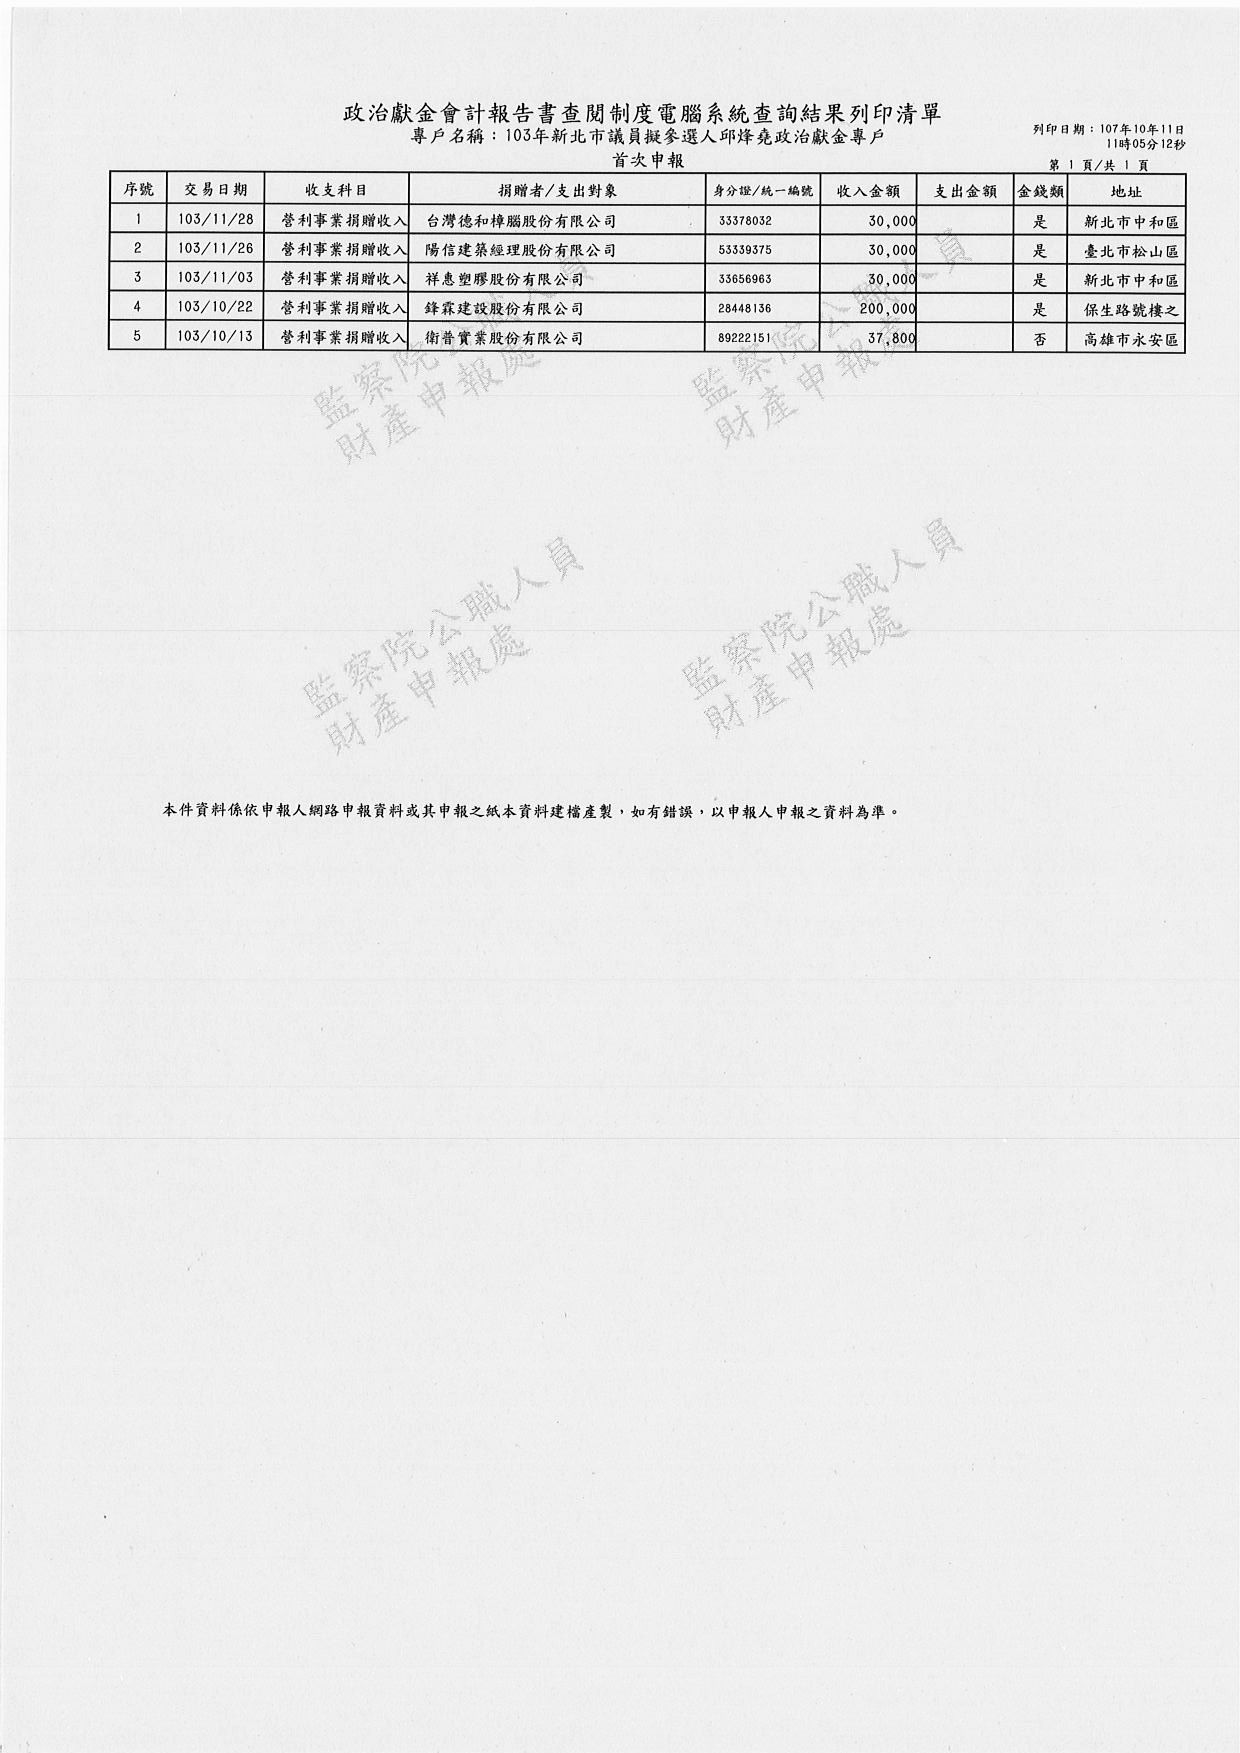 政治獻金會計報告書查閱制度電腦系統查詢結果列印清單
專戶名稱：103年新北市議員擬參選人邱烽堯政治獻金專戶
列印日期：107年10年11日
11時05分12秒
首次申報
第 1 頁/共 1 頁
序號 交易日期 收支科目 捐贈者/支出對象 身分證/統一編號 收入金額 支出金額 金錢類 地址
1 103/11/28 營利事業捐贈收入 台灣德和樟腦股份有限公司 33378032 30,000 是 新北市中和區
2 103/11/26 營利事業捐贈收入 陽信建築經理股份有限公司 53339375 30,000 是 臺北市松山區
3 103/11/03 營利事業捐贈收入 祥惠塑膠股份有限公司 33656963 30,000 是 新北市中和區
4 103/10/22 營利事業捐贈收入 鋒霖建設股份有限公司 28448136 200,000 是 保生路號樓之
5 103/10/13 營利事業捐贈收入 衛普實業股份有限公司 89222151 37,800 否 高雄市永安區
監察院公職人員
財產申報處
監察院公職人員
財產申報處
監察院公職人員
財產申報處
監察院公職人員
財產申報處
本件資料係依申報人網路申報資料或其申報之紙本資料建檔產製，如有錯誤，以申報人申報之資料為準。